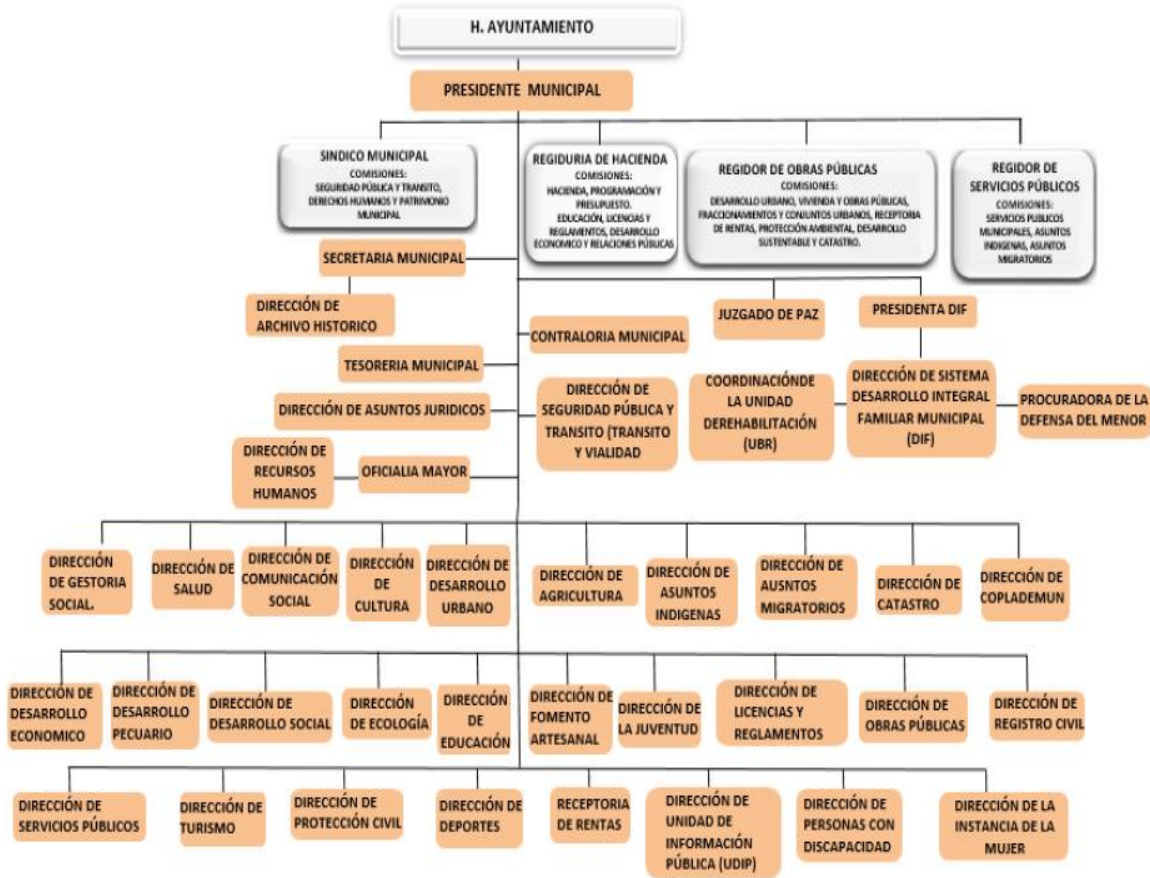 H. AYUNTAMIENTO
PRESIDENTE MUNICIPAL
SINDICO MUNICIPAL
COMISIONES:
SEGURIDAD PÚBLICA Y TRANSITO,
DERECHOS HUMANOS Y PATRIMONIO
MUNICIPAL
REGIDURIA DE HACIENDA
COMISIONES:
HACIENDA, PROGRAMACIÓN Y
PRESUPUESTO.
EDUCACIÓN, LICENCIAS Y
REGLAMENTOS, DESARROLLO
ECONOMICO Y RELACIONES PÚBLICAS
REGIDOR DE OBRAS PÚBLICAS
COMISIONES:
DESARROLLO URBANO, VIVIENDA Y OBRAS PÚBLICAS,
FRACCIONAMIENTOS Y CONJUNTOS URBANOS, RECEPTORIA
DE RENTAS, PROTECCIÓN AMBIENTAL, DESARROLLO
SUSTENTABLE Y CATASTRO.
REGIDOR DE
SERVICIOS PÚBLICOS
COMISIONES:
SERVICIOS PUBLICOS
MUNICIPALES, ASUNTOS
INDIGENAS, ASUNTOS
MIGRATORIOS
SECRETARIA MUNICIPAL
DIRECCIÓN DE
ARCHIVO HISTORICO
JUZGADO DE PAZ
PRESIDENTA DIF
CONTRALORIA MUNICIPAL
TESORERIA MUNICIPAL
DIRECCIÓN DE ASUNTOS JURIDICOS
DIRECCIÓN DE
SEGURIDAD PÚBLICA Y
TRANSITO (TRANSITO
Y VIALIDAD
COORDINACIÓNDE
LA UNIDAD
DEREHABILITACIÓN
(UBR)
DIRECCIÓN DE SISTEMA
DESARROLLO INTEGRAL
FAMILIAR MUNICIPAL
(DIF)
PROCURADORA DE LA
DEFENSA DEL MENOR
DIRECCIÓN DE
RECURSOS
HUMANOS
OFICIALIA MAYOR
DIRECCIÓN
DE GESTORIA
SOCIAL.
DIRECCIÓN DE
SALUD
DIRECCIÓN DE
COMUNICACIÓN
SOCIAL
DIRECCIÓN
DE
CULTURA
DIRECCIÓN DE
DESARROLLO
URBANO
DIRECCIÓN DE
AGRICULTURA
DIRECCIÓN DE
ASUNTOS
INDIGENAS
DIRECCIÓN DE
AUSNTOS
MIGRATORIOS
DIRECCIÓN DE
CATASTRO
DIRECCIÓN DE
COPLADEMUN
DIRECCIÓN DE
DESARROLLO
ECONOMICO
DIRECCIÓN DE
DESARROLLO
PECUARIO
DIRECCIÓN DE
DESARROLLO SOCIAL
DIRECCIÓN
DE ECOLOGÍA
DIRECCIÓN
DE
EDUCACIÓN
DIRECCIÓN DE
FOMENTO
ARTESANAL
DIRECCIÓN DE
LA JUVENTUD
DIRECCIÓN DE
LICENCIAS Y
REGLAMENTOS
DIRECCIÓN DE
OBRAS PÚBLICAS
DIRECCIÓN DE
REGISTRO CIVIL
DIRECCIÓN DE
SERVICIOS PÚBLICOS
DIRECCIÓN DE
TURISMO
DIRECCIÓN DE
PROTECCIÓN CIVIL
DIRECCIÓN DE
DEPORTES
RECEPTORIA
DE RENTAS
DIRECCIÓN DE
UNIDAD DE
INFORMACIÓN
PÚBLICA (UDIP)
DIRECCIÓN DE
PERSONAS CON
DISCAPACIDAD
DIRECCIÓN DE LA
INSTANCIA DE LA
MUJER